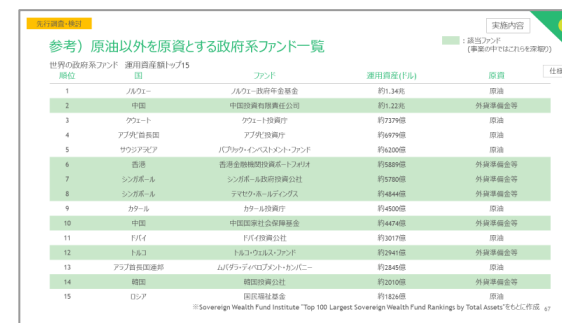 先行調査・検討
実施内容
参考）原油以外を原資とする政府系ファンド一覧
：該当ファンド
（事業の中ではこれらを深堀り）
世界の政府系ファンド 運用資産額トップ15
仕様
順位 国 ファンド 運用資産(ドル) 原資
1 ノルウェー ノルウェー政府年金基金 約1.34兆 原油
2 中国 中国投資有限責任公司 約1.22兆 外貨準備金等
3 クウェート クウェート投資庁 約7379億 原油
4 アブダビ首長国 アブダビ投資庁 約6979億 原油
5 サウジアラビア パブリック・インベストメント・ファンド 約6200億 原油
6 香港 香港金融機関投資ポートフォリオ 約5889億 外貨準備金等
7 シンガポール シンガポール政府投資公社 約5780億 外貨準備金等
8 シンガポール テマセク・ホールディングス 約4844億 外貨準備金等
9 カタール カタール投資庁 約4500億 原油
10 中国 中国国家社会保障基金 約4474億 外貨準備金等
11 ドバイ ドバイ投資公社 約3017億 原油
12 トルコ トルコ・ウェルス・ファンド 約2941億 外貨準備金等
13 アラブ首長国連邦 ムバダラ・ディベロプメント・カンパニー 約2845億 原油
14 韓国 韓国投資公社 約2010億 外貨準備金等
15 ロシア 国民福祉基金 約1826億 原油
※Sovereign Wealth Fund Institute "Top 100 Largest Sovereign Wealth Fund Rankings by Total Assets"をもとに作成 67